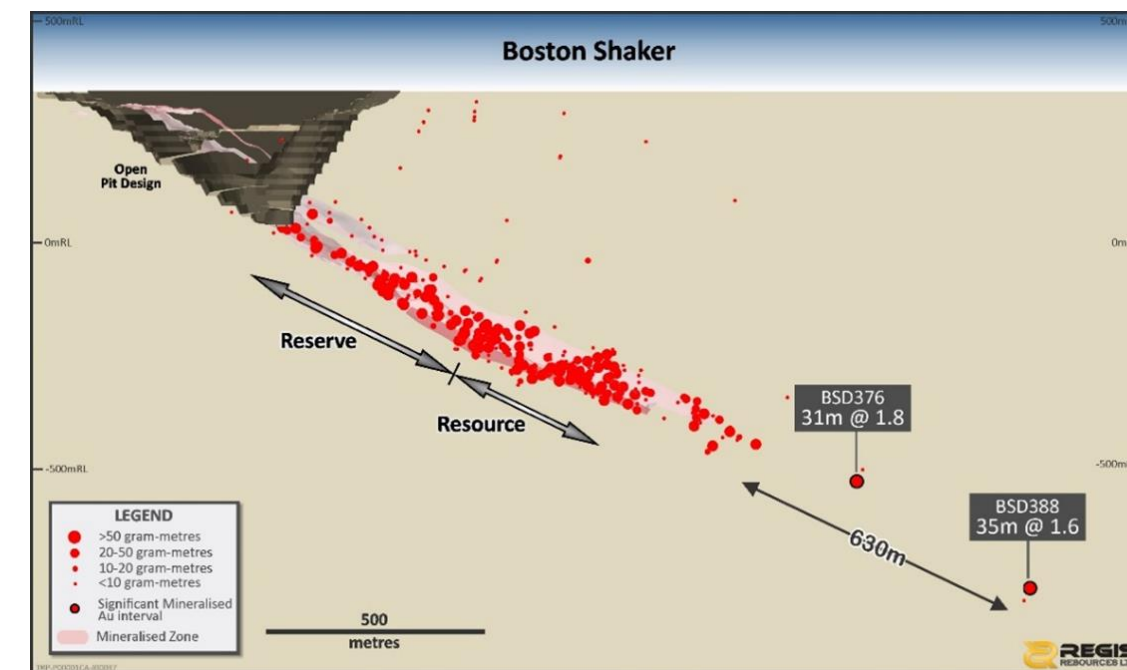 500mRL
500m
Boston Shaker
Open
Pit Design
0mRL
0m
Reserve
Resource
BSD376
31m @ 1.8
-500mRL
-500m
BSD388
35m @ 1.6
630m
LEGEND
>50 gram-metres
20-50 gram-metres
10-20 gram-metres
<10 gram-metres
Significant Mineralised
Au interval
Mineralised Zone
500
metres
REGIS
RESOURCES LT